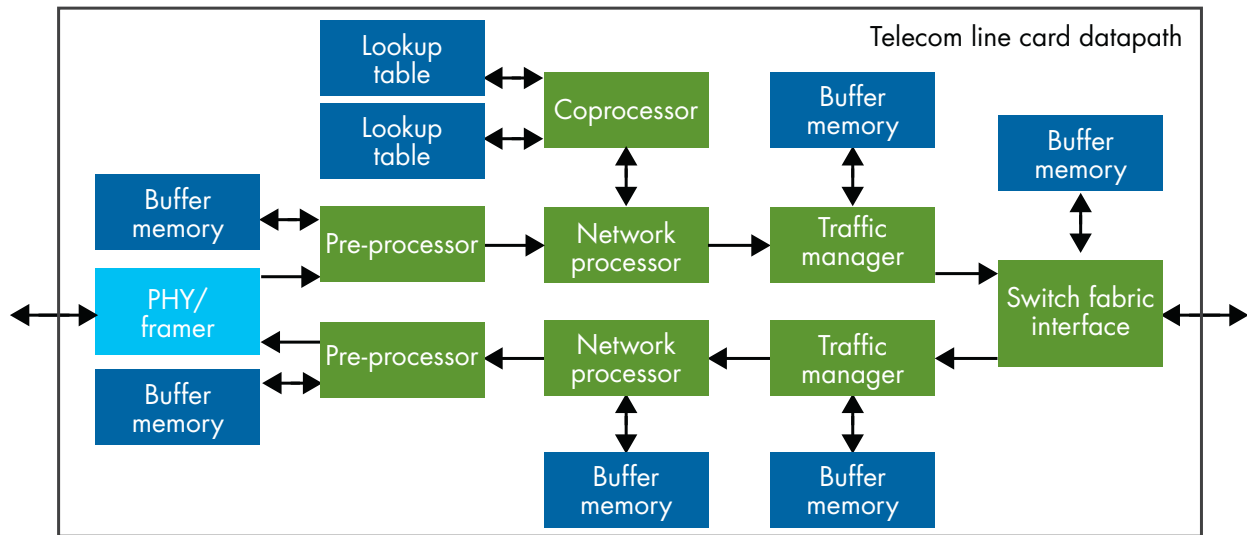 Telecom line card datapath
Lookup
table
Lookup
table
Coprocessor
Buffer
memory
Buffer
memory
Buffer
memory
Pre-processor
Network
processor
Traffic
manager
PHY/
framer
Switch fabric
interface
Pre-processor
Network
processor
Traffic
manager
Buffer
memory
Buffer
memory
Buffer
memory